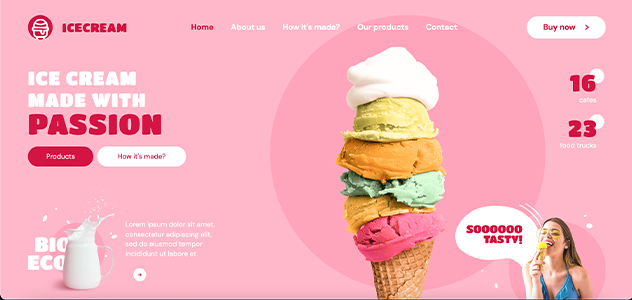 ICECREAM
Home About us How it's made? Our products Contact
Buy now >
ICE CREAM
MADE WITH
PASSION
Products How it's made?
16
cafes
23
food trucks
BIO
ECO
Lorem ipsum dolor sit amet,
consectetur adipiscing elit,
sed do eiusmod tempor
incididunt ut labore et
SOOOOOO
TASTY!